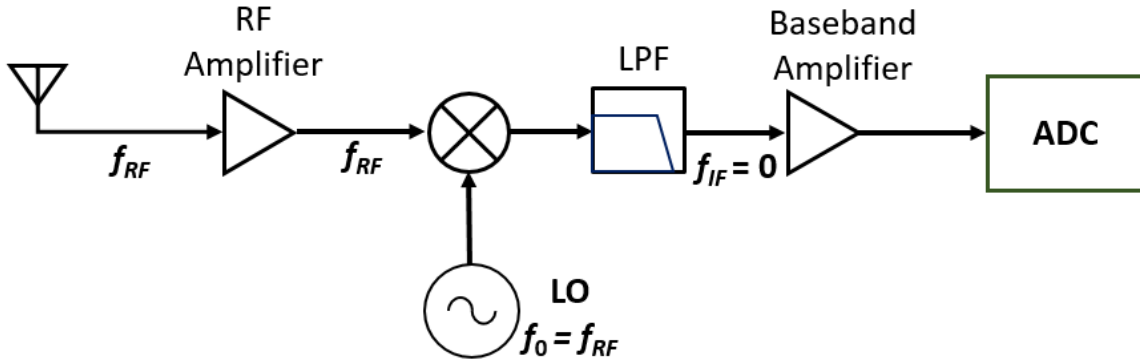 RF
Amplifier
f_RF
f_RF
LPF
f_IF = 0
Baseband
Amplifier
ADC
LO
f_0 = f_RF